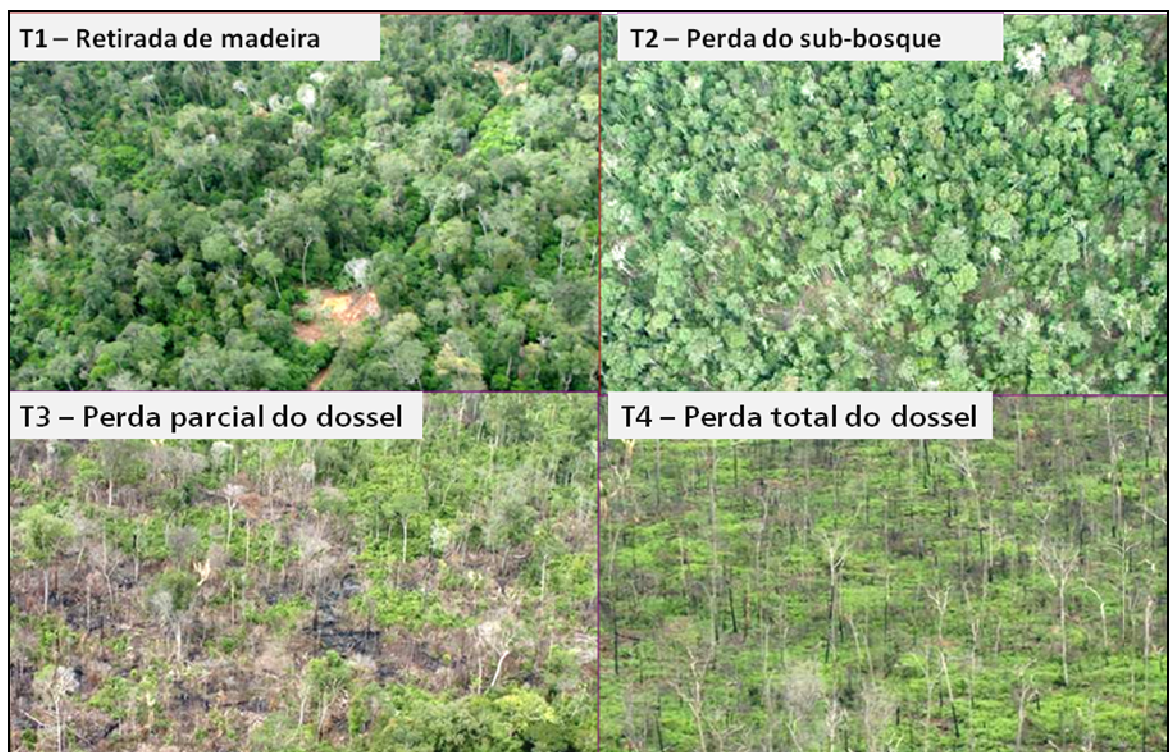 T1 – Retirada de madeira
T2 – Perda do sub-bosque
T3 – Perda parcial do dossel
T4 – Perda total do dossel